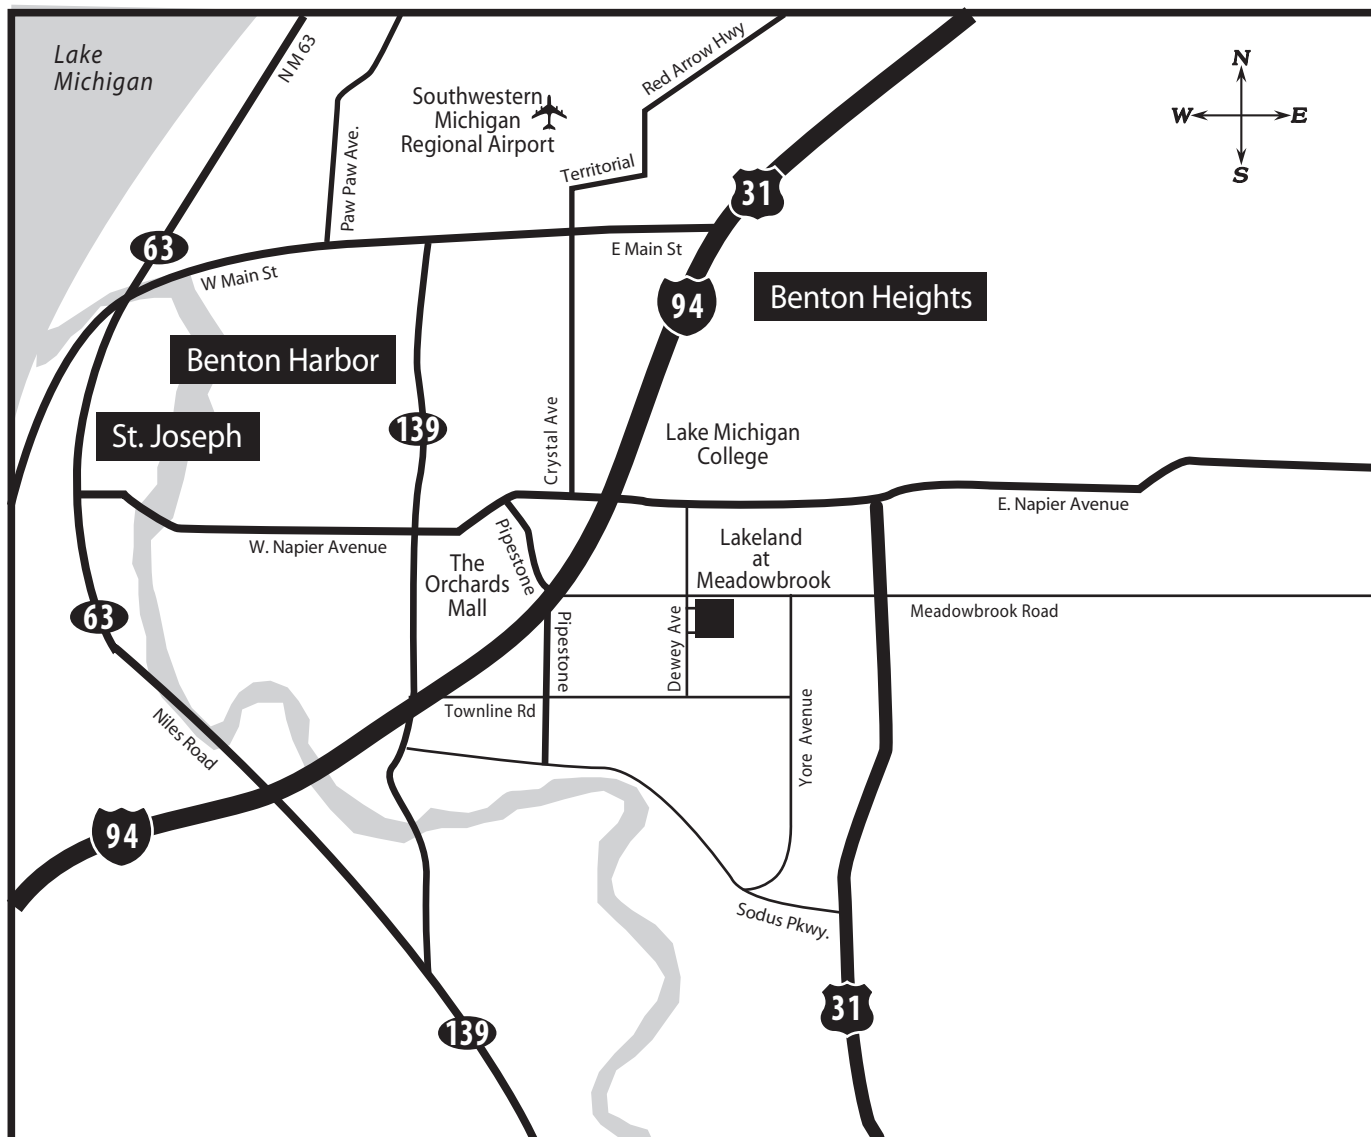 Lake
Michigan
N M 63
Paw Paw Ave.
Southwestern
Michigan
Regional Airport
Red Arrow Hwy
Territorial
N
W
E
S
31
63
W Main St
E Main St
94
Benton Heights
Benton Harbor
St. Joseph
139
Crystal Ave
Lake Michigan
College
E. Napier Avenue
W. Napier Avenue
Pipestone
The
Orchards
Mall
Lakeland
at
Meadowbrook
63
Pipestone
Dewey Ave
Meadowbrook Road
Niles Road
Townline Rd
Yore Avenue
94
Sodus Pkwy.
31
139